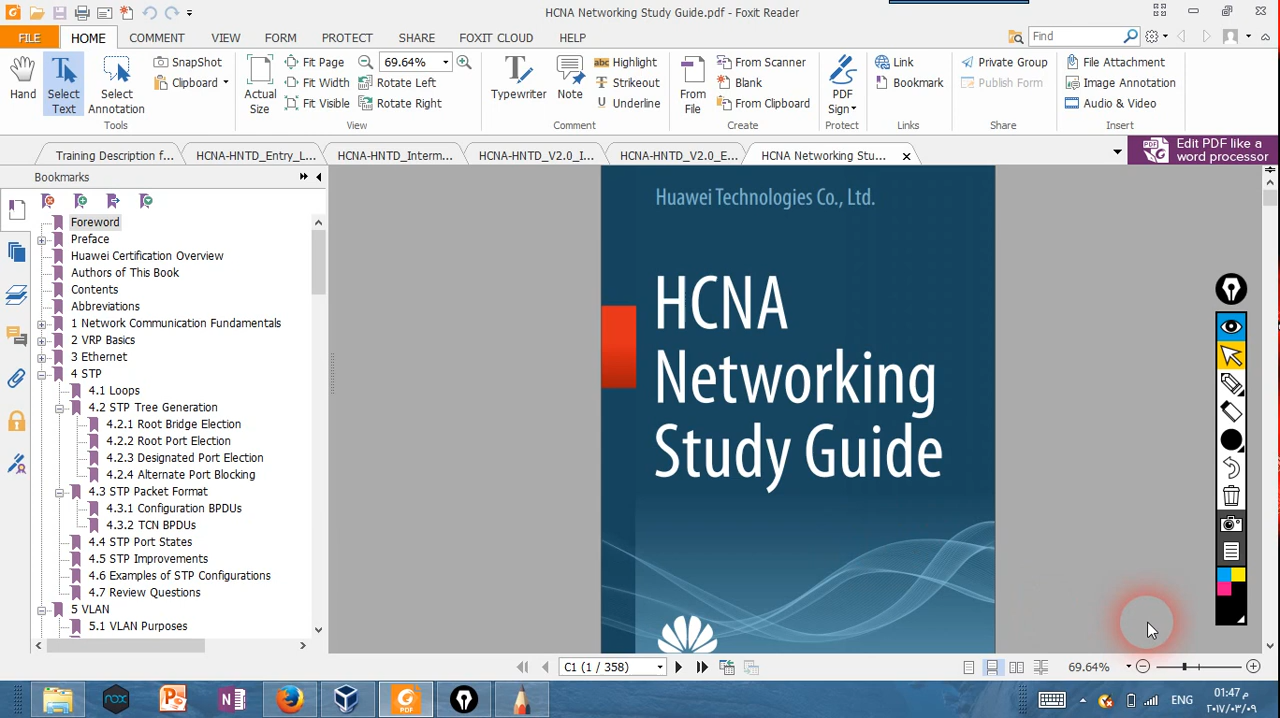 HCNA Networking Study Guide.pdf - Foxit Reader
FILE HOME COMMENT VIEW FORM PROTECT SHARE FOXIT CLOUD HELP
Find
Hand
Select
Text
Select
Annotation
SnapShot
Clipboard
Tools
Actual
Size
Fit Page
Fit Width
Fit Visible
69.64%
Rotate Left
Rotate Right
View
Typewriter
Note
Highlight
Strikeout
Underline
Comment
From
File
From Scanner
Blank
From Clipboard
Create
PDF
Sign
Protect
Link
Bookmark
Links
Private Group
Publish Form
Share
File Attachment
Image Annotation
Audio & Video
Insert
Training Description f...
HCNA-HNTD_Entry_L...
HCNA-HNTD_Interm...
HCNA-HNTD_V2.0_I...
HCNA-HNTD_V2.0_E...
HCNA Networking Stu...
Edit PDF like a
word processor
Bookmarks
Foreword
Preface
Huawei Certification Overview
Authors of This Book
Contents
Abbreviations
1 Network Communication Fundamentals
2 VRP Basics
3 Ethernet
4 STP
4.1 Loops
4.2 STP Tree Generation
4.2.1 Root Bridge Election
4.2.2 Root Port Election
4.2.3 Designated Port Election
4.2.4 Alternate Port Blocking
4.3 STP Packet Format
4.3.1 Configuration BPDUs
4.3.2 TCN BPDUs
4.4 STP Port States
4.5 STP Improvements
4.6 Examples of STP Configurations
4.7 Review Questions
5 VLAN
5.1 VLAN Purposes
Huawei Technologies Co., Ltd.
HCNA
Networking
Study Guide
C1 (1 / 358)
69.64%
nox
PDF
ENG
01:47 م
٢٠١٧/٠٣/٠٩